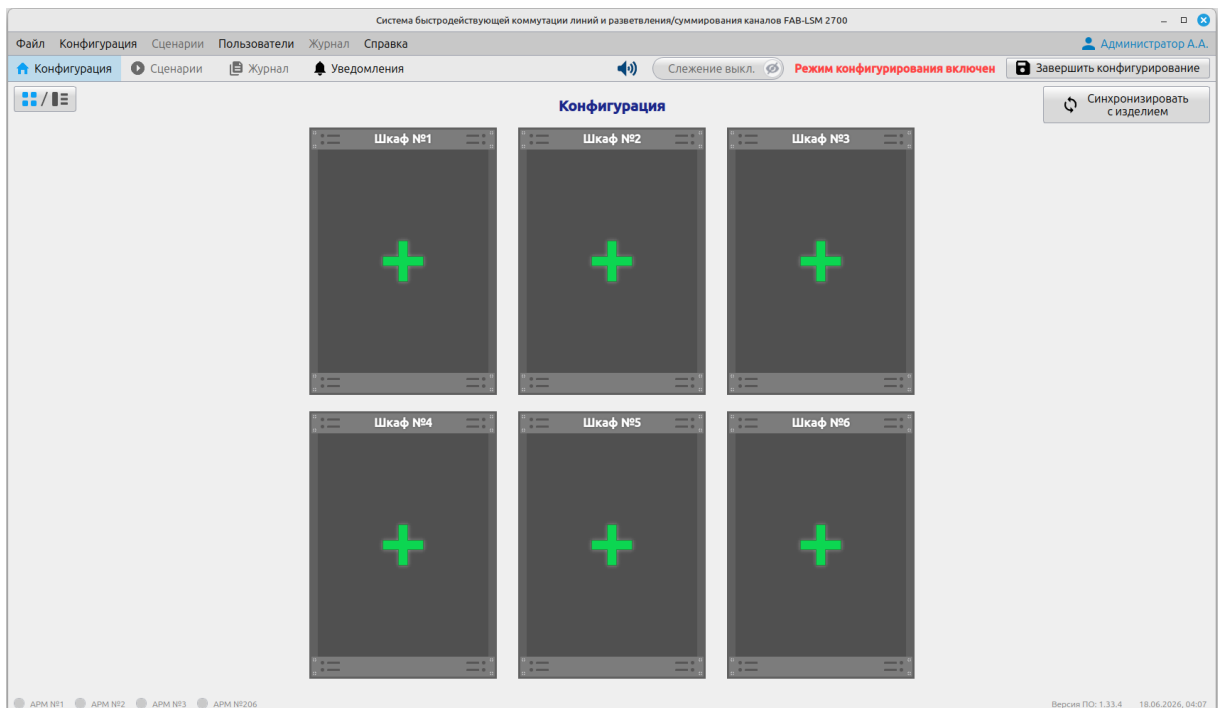 Система быстродействующей коммутации линий и разветвления/суммирования каналов FAB-LSM 2700
Файл Конфигурация Сценарии Пользователи Журнал Справка Администратор А.А.
Конфигурация Сценарии Журнал Уведомления Слежение выкл. Режим конфигурирования включен Завершить конфигурирование
Конфигурация
Синхронизировать
с изделием
Шкаф №1 Шкаф №2 Шкаф №3
Шкаф №4 Шкаф №5 Шкаф №6
АРМ №1 АРМ №2 АРМ №3 АРМ №206 Версия ПО: 1.33.4 18.06.2026, 04:07